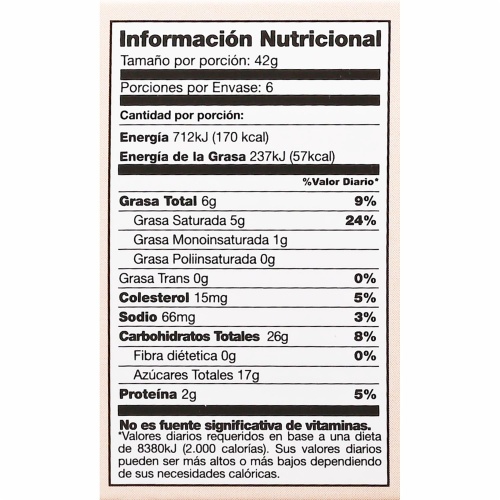 Información Nutricional
Tamaño por porción: 42g
Porciones por Envase: 6
Cantidad por porción:
Energía 712kJ (170 kcal)
Energía de la Grasa 237kJ (57kcal)
%Valor Diario*
Grasa Total 6g 9%
Grasa Saturada 5g 24%
Grasa Monoinsaturada 1g
Grasa Poliinsaturada 0g
Grasa Trans 0g 0%
Colesterol 15mg 5%
Sodio 66mg 3%
Carbohidratos Totales 26g 8%
Fibra diétetica 0g 0%
Azúcares Totales 17g
Proteína 2g 5%
No es fuente significativa de vitaminas.
*Valores diarios requeridos en base a una dieta
de 8380kJ (2.000 calorías). Sus valores diarios
pueden ser más altos o más bajos dependiendo
de sus necesidades calóricas.